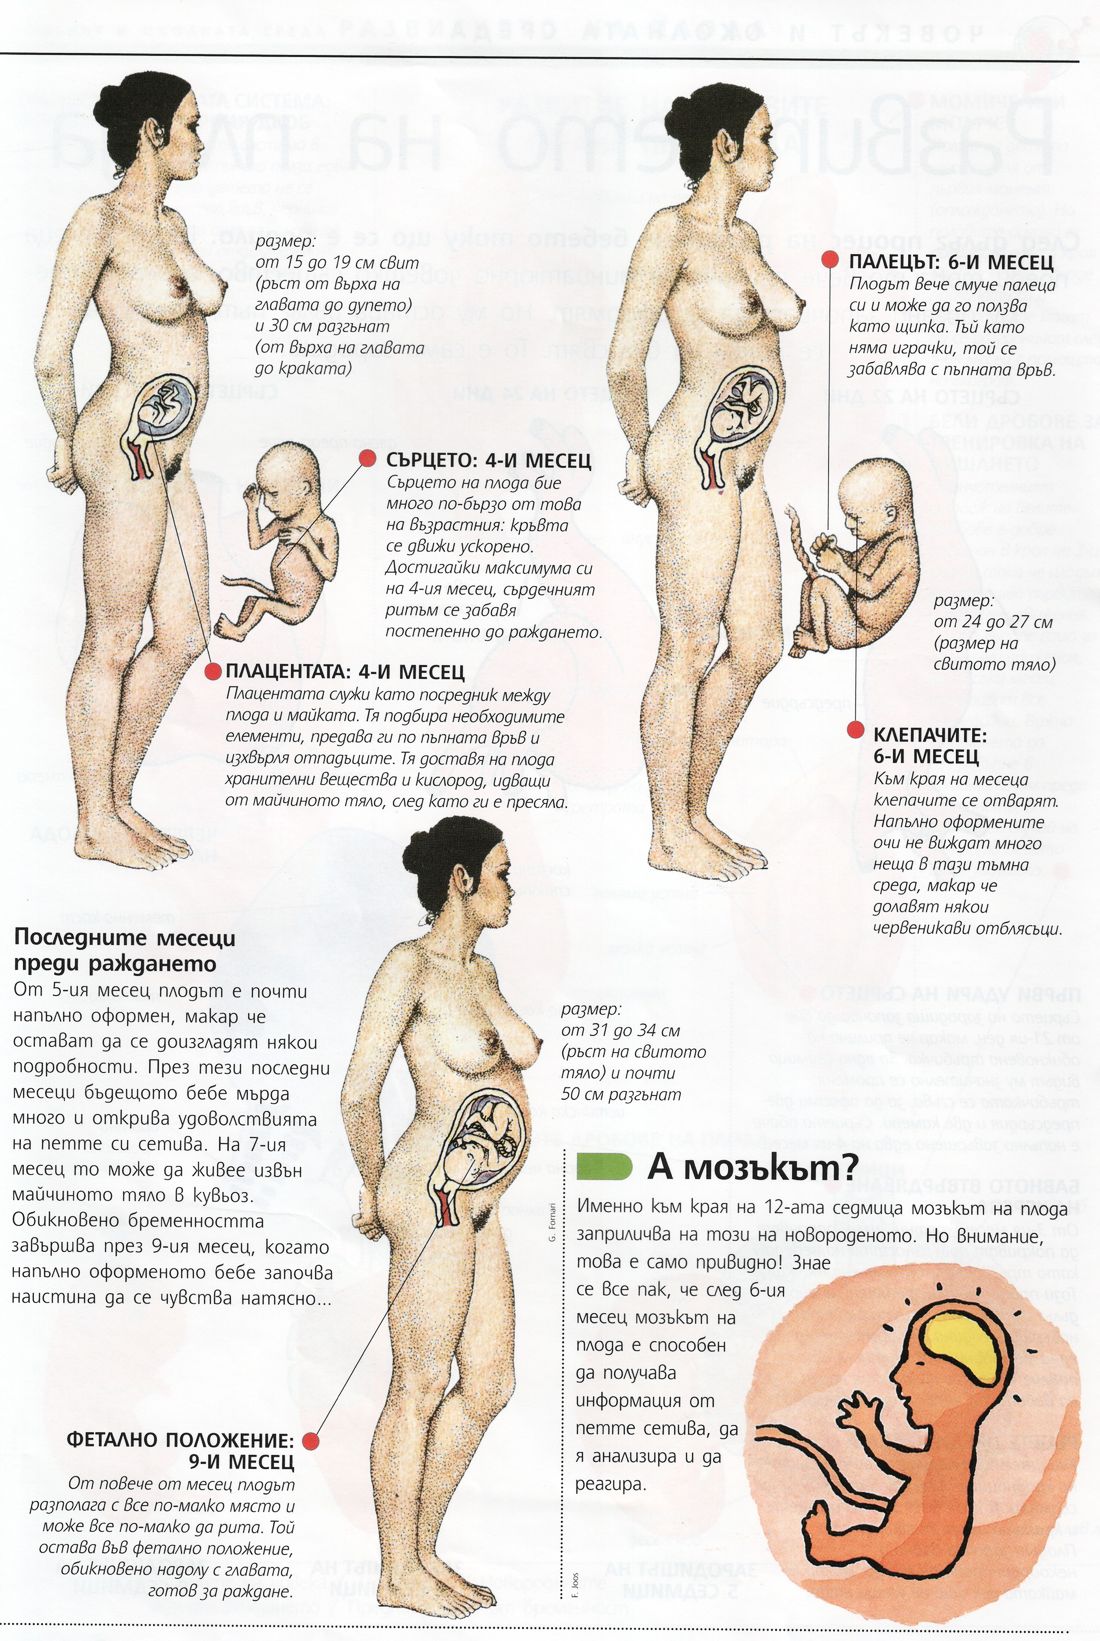 размер:
от 15 до 19 см свит
(ръст от върха на
главата до дупето)
и 30 см разгънат
(от върха на главата
до краката)
ПАЛЕЦЪТ: 6-И МЕСЕЦ
Плодът вече смуче палеца
си и може да го ползва
като щипка. Тъй като
няма играчки, той се
забавлява с пъпната връв.
СЪРЦЕТО: 4-И МЕСЕЦ
Сърцето на плода бие
много по-бързо от това
на възрастния: кръвта
се движи ускорено.
Достигайки максимума си
на 4-ия месец, сърдечният
ритъм се забавя
постепенно до раждането.
размер:
от 24 до 27 см
(размер на
свитото тяло)
ПЛАЦЕНТАТА: 4-И МЕСЕЦ
Плацентата служи като посредник между
плода и майката. Тя подбира необходимите
елементи, предава ги по пъпната връв и
изхвърля отпадъците. Тя доставя на плода
хранителни вещества и кислород, идващи
от майчиното тяло, след като ги е пресяла.
КЛЕПАЧИТЕ:
6-И МЕСЕЦ
Към края на месеца
клепачите се отварят.
Напълно оформените
очи не виждат много
неща в тази тъмна
среда, макар че
долавят някои
червеникави отблясъци.
Последните месеци
преди раждането
От 5-ия месец плодът е почти
напълно оформен, макар че
остават да се доизгладят някои
подробности. През тези последни
месеци бъдещото бебе мърда
много и открива удоволствията
на петте си сетива. На 7-ия
месец то може да живее извън
майчиното тяло в кувьоз.
Обикновено бременността
завършва през 9-ия месец, когато
напълно оформеното бебе започва
наистина да се чувства натясно...
размер:
от 31 до 34 см
(ръст на свитото
тяло) и почти
50 см разгънат
G. Fornari
А мозъкът?
Именно към края на 12-ата седмица мозъкът на плода
заприличва на този на новороденото. Но внимание,
това е само привидно! Знае
се все пак, че след 6-ия
месец мозъкът на
плода е способен
да получава
информация от
петте сетива, да
я анализира и да
реагира.
ФЕТАЛНО ПОЛОЖЕНИЕ:
9-И МЕСЕЦ
От повече от месец плодът
разполага с все по-малко място и
може все по-малко да рита. Той
остава във фетално положение,
обикновено надолу с главата,
готов за раждане.
F. Joos